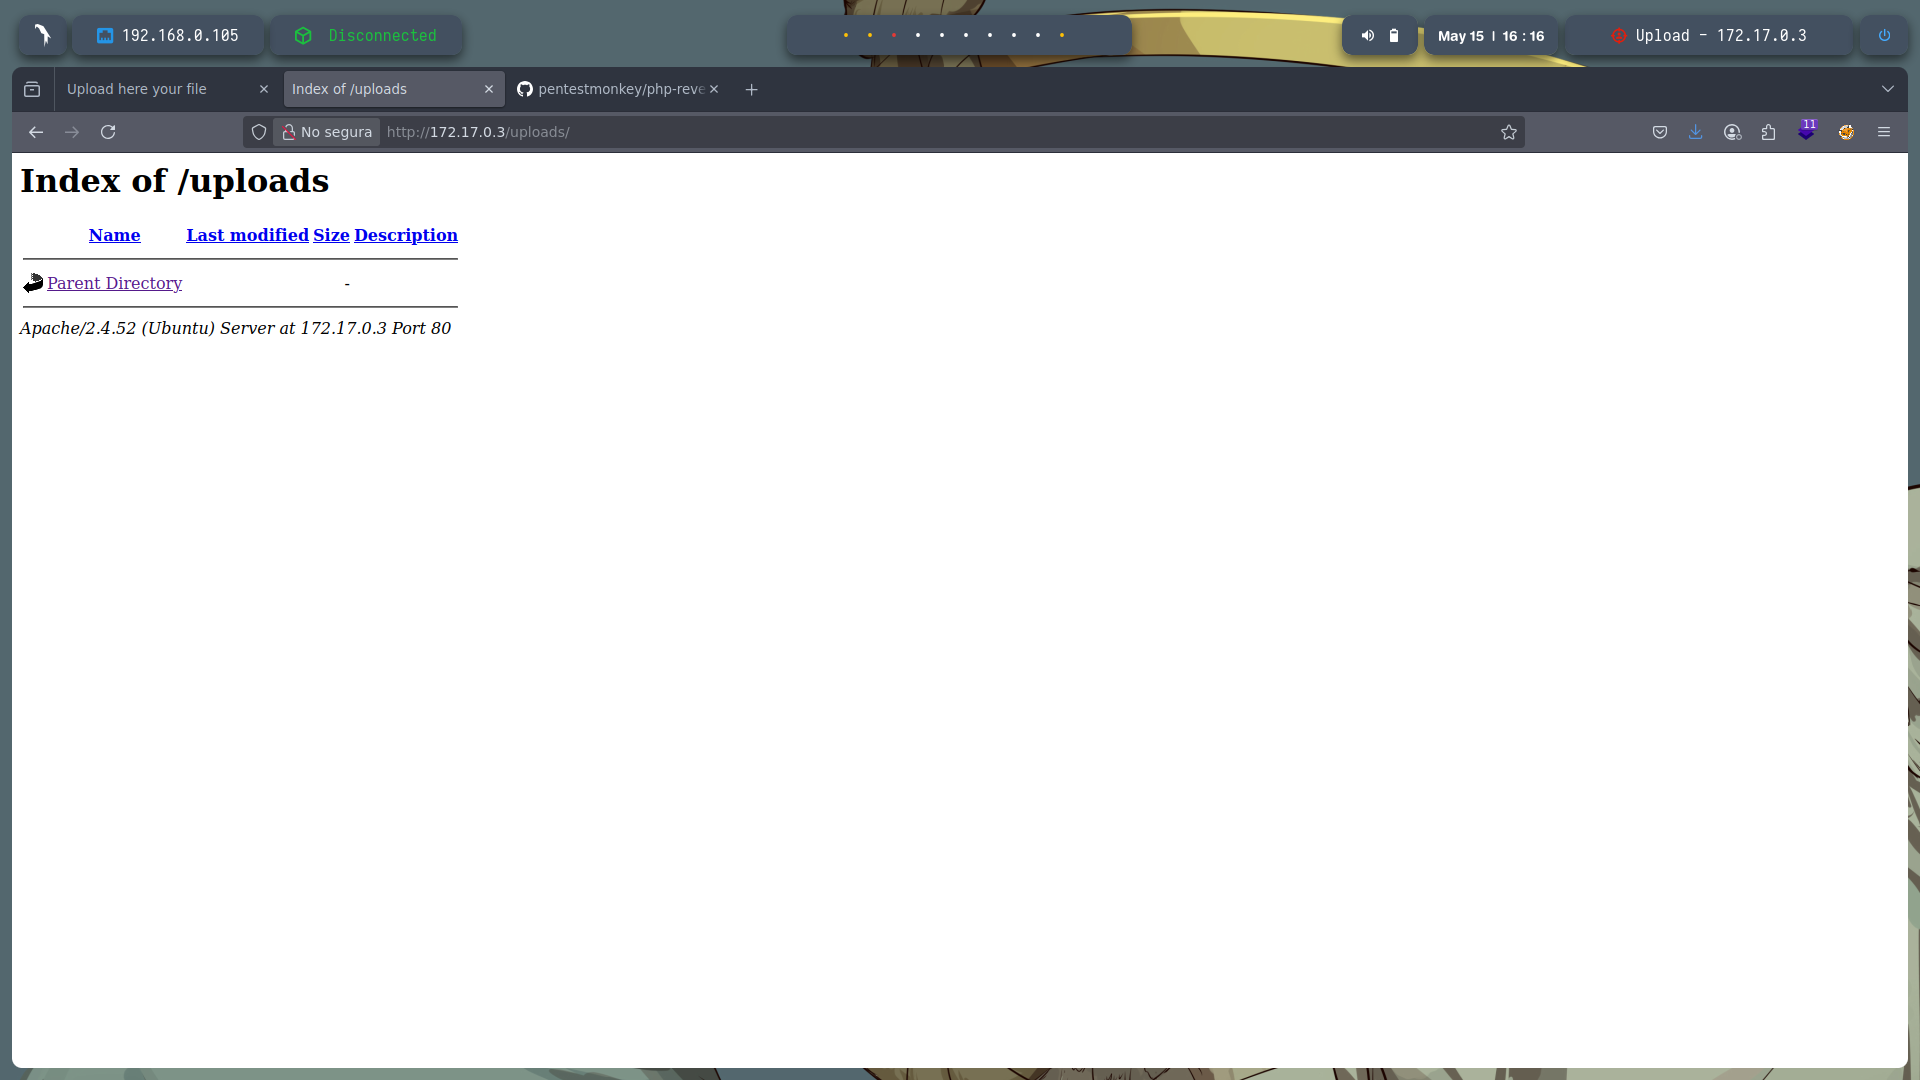 192.168.0.105
Disconnected
May 15 | 16 : 16
Upload - 172.17.0.3
Upload here your file
Index of /uploads
pentestmonkey/php-reve
No segura
http://172.17.0.3/uploads/
11
Index of /uploads
Name Last modified Size Description
Parent Directory -
Apache/2.4.52 (Ubuntu) Server at 172.17.0.3 Port 80